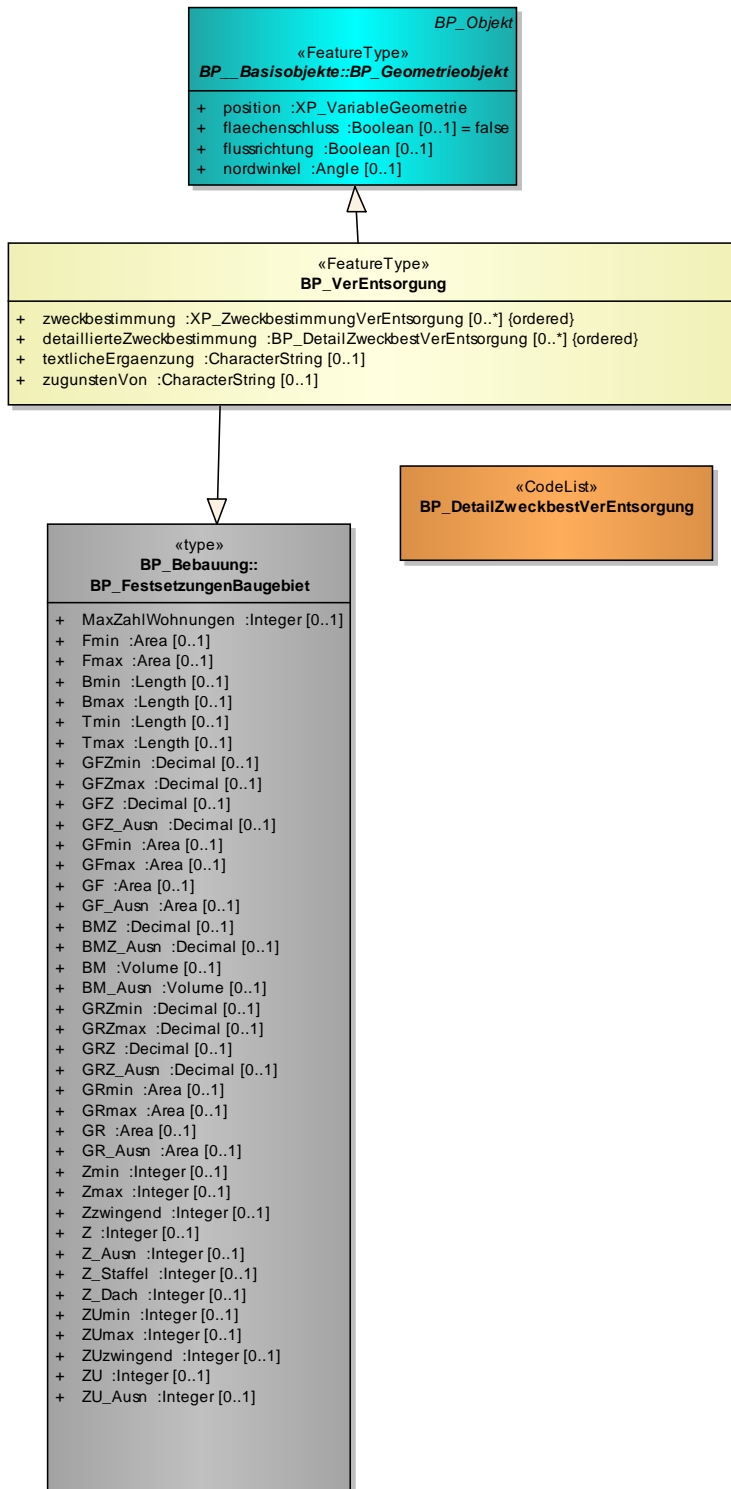 BP_Objekt
«FeatureType»
BP__Basisobjekte::BP_Geometrieobjekt
+ position :XP_VariableGeometrie
+ flaechenschluss :Boolean [0..1] = false
+ flussrichtung :Boolean [0..1]
+ nordwinkel :Angle [0..1]
«FeatureType»
BP_VerEntsorgung
+ zweckbestimmung :XP_ZweckbestimmungVerEntsorgung [0..*] {ordered}
+ detaillierteZweckbestimmung :BP_DetailZweckbestVerEntsorgung [0..*] {ordered}
+ textlicheErgaenzung :CharacterString [0..1]
+ zugunstenVon :CharacterString [0..1]
«CodeList»
BP_DetailZweckbestVerEntsorgung
«type»
BP_Bebauung::
BP_FestsetzungenBaugebiet
+ MaxZahlWohnungen :Integer [0..1]
+ Fmin :Area [0..1]
+ Fmax :Area [0..1]
+ Bmin :Length [0..1]
+ Bmax :Length [0..1]
+ Tmin :Length [0..1]
+ Tmax :Length [0..1]
+ GFZmin :Decimal [0..1]
+ GFZmax :Decimal [0..1]
+ GFZ :Decimal [0..1]
+ GFZ_Ausn :Decimal [0..1]
+ GFmin :Area [0..1]
+ GFmax :Area [0..1]
+ GF :Area [0..1]
+ GF_Ausn :Area [0..1]
+ BMZ :Decimal [0..1]
+ BMZ_Ausn :Decimal [0..1]
+ BM :Volume [0..1]
+ BM_Ausn :Volume [0..1]
+ GRZmin :Decimal [0..1]
+ GRZmax :Decimal [0..1]
+ GRZ :Decimal [0..1]
+ GRZ_Ausn :Decimal [0..1]
+ GRmin :Area [0..1]
+ GRmax :Area [0..1]
+ GR :Area [0..1]
+ GR_Ausn :Area [0..1]
+ Zmin :Integer [0..1]
+ Zmax :Integer [0..1]
+ Zzwingend :Integer [0..1]
+ Z :Integer [0..1]
+ Z_Ausn :Integer [0..1]
+ Z_Staffel :Integer [0..1]
+ Z_Dach :Integer [0..1]
+ ZUmin :Integer [0..1]
+ ZUmax :Integer [0..1]
+ ZUzwingend :Integer [0..1]
+ ZU :Integer [0..1]
+ ZU_Ausn :Integer [0..1]